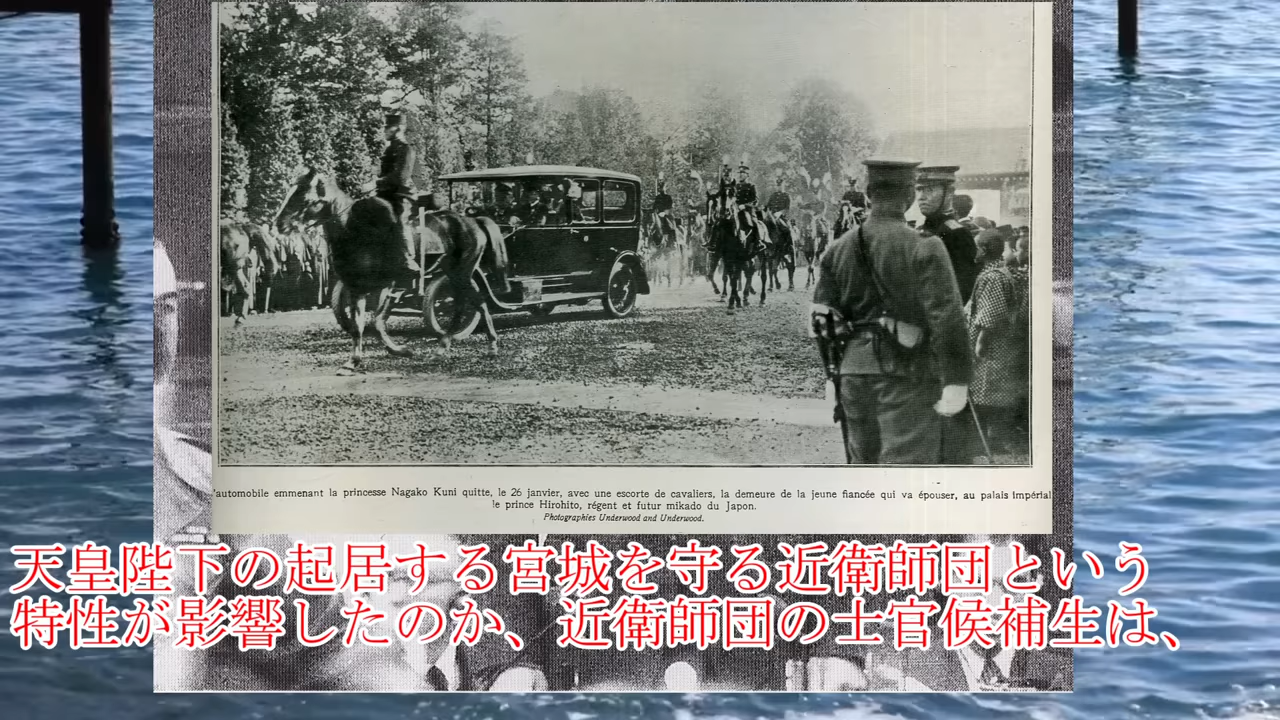 'automobile emmenant la princesse Nagako Kuni quitte, le 26 janvier, avec une escorte de cavaliers, la demeure de la jeune fiancée qui va épouser, au palais impérial
le prince Hirohito, régent et futur mikado du Japon.
Photographies Underwood and Underwood.
天皇陛下の起居する宮城を守る近衛師団という
特性が影響したのか、近衛師団の士官候補生は、